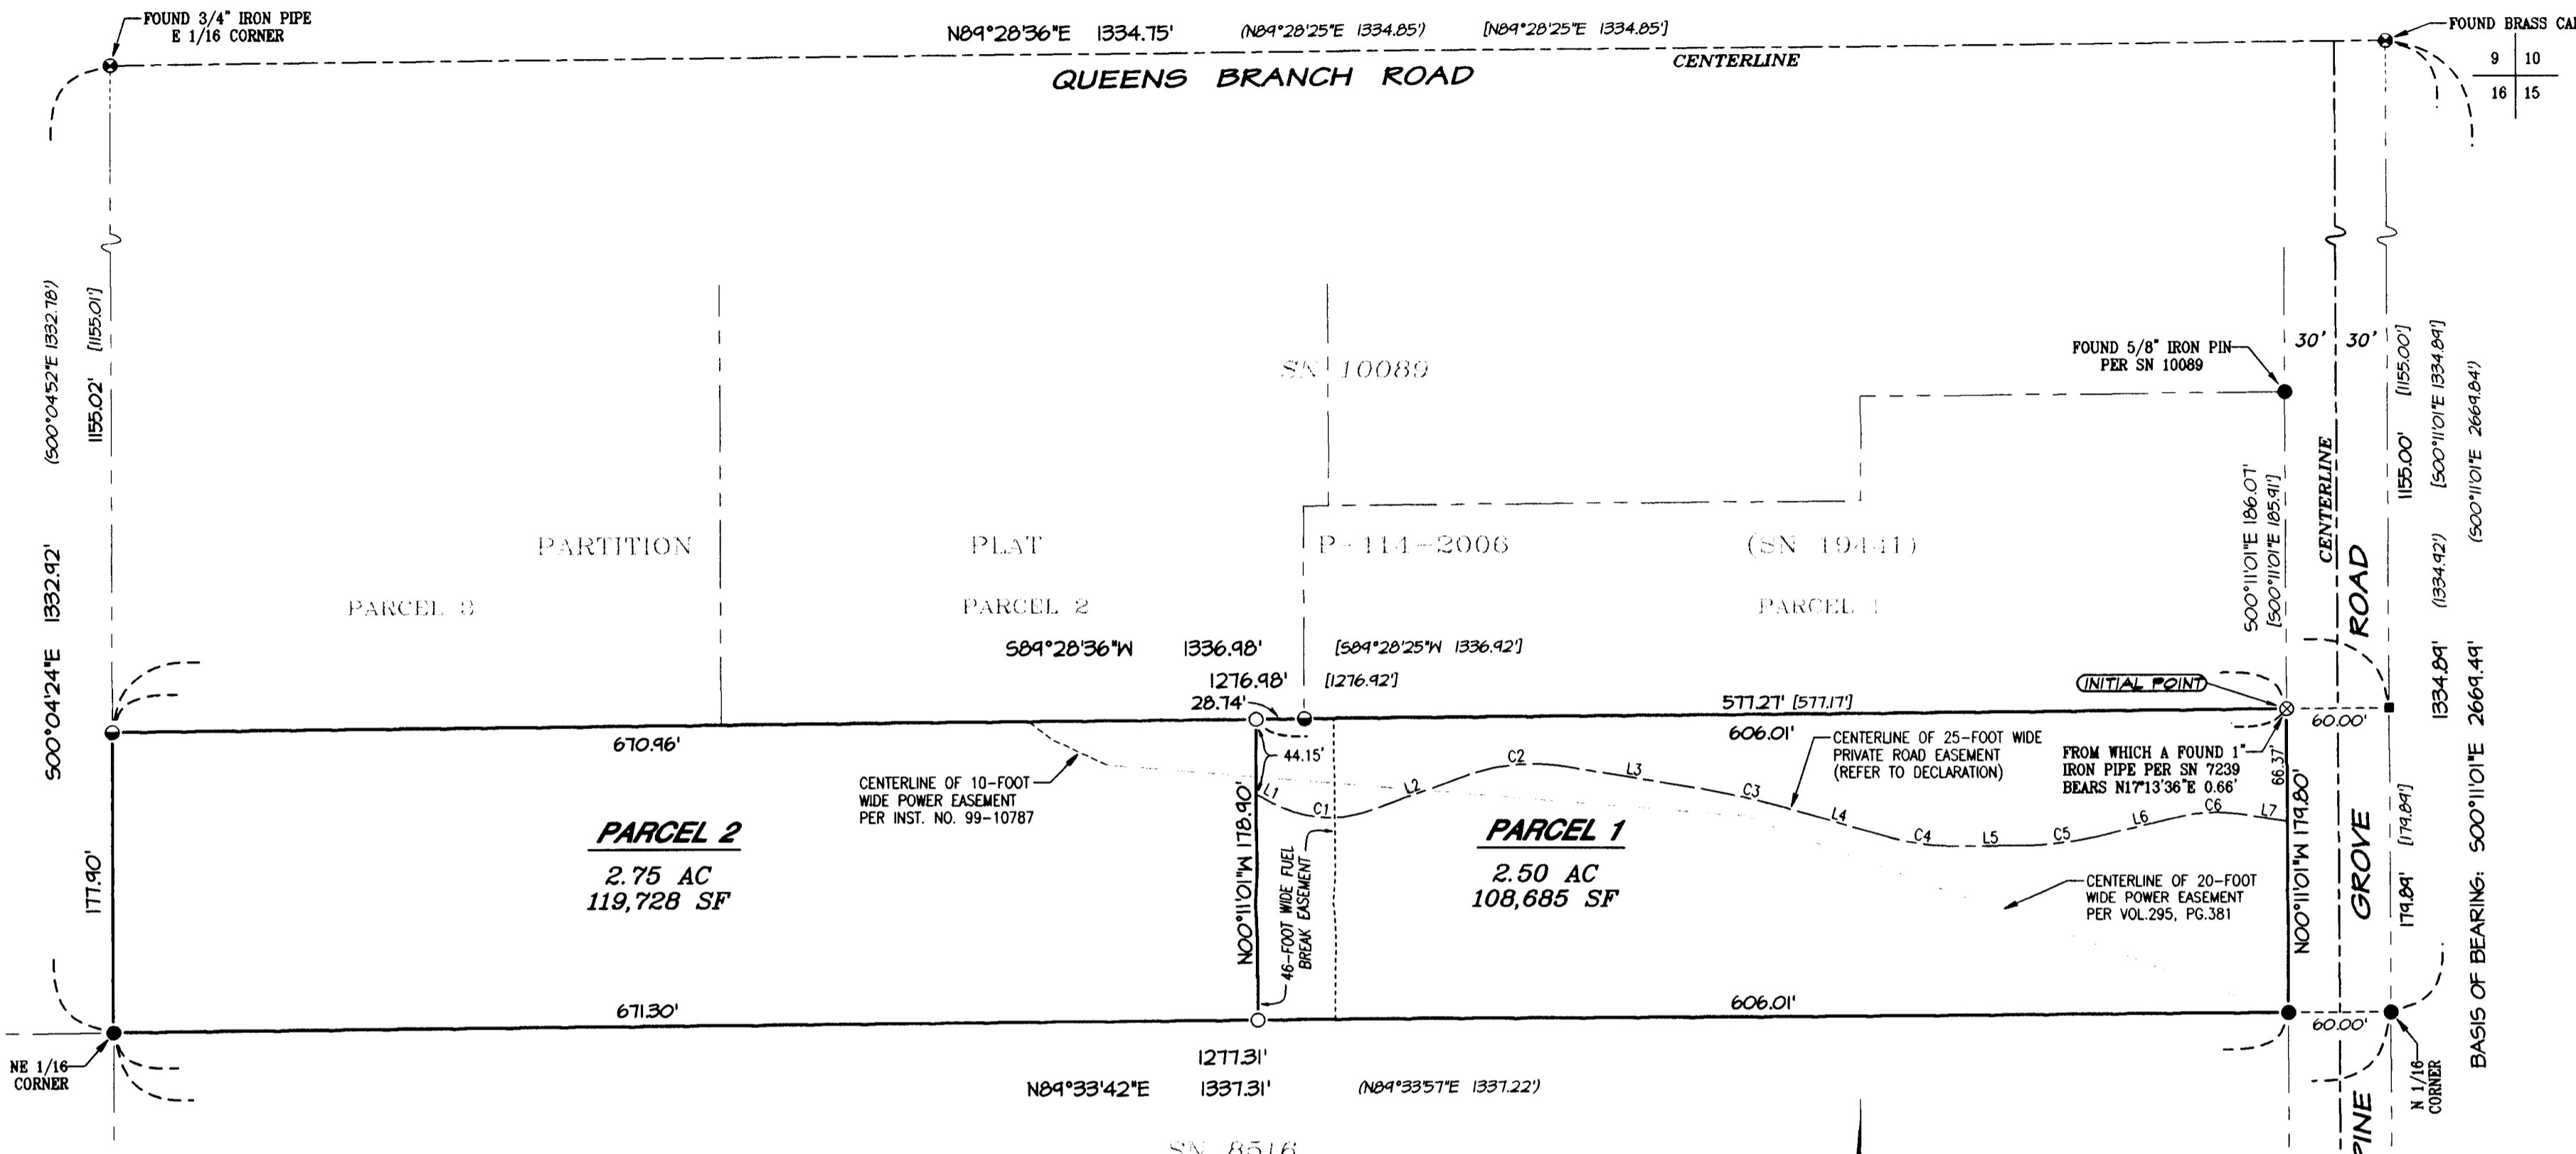 FOUND 3/4" IRON PIPE
E 1/16 CORNER
N89°28'36"E 1334.75' (N89°28'25"E 1334.85') [N89°28'25"E 1334.85']
FOUND BRASS CA
9 10
16 15
CENTERLINE
QUEENS BRANCH ROAD
(S00°04'52"E 1332.78')
1155.02' [1155.01']
S00°04'24"E 1332.92'
SN 10089
FOUND 5/8" IRON PIN
PER SN 10089
30' 30'
CENTERLINE
1155.00' [1155.00']
1334.89' (1334.92') [S00°11'01"E 1334.89']
(S00°11'01"E 2669.84')
BASIS OF BEARING: S00°11'01"E 2669.49'
S00°11'01"E 186.07'
[S00°11'01"E 185.91']
PARTITION PLAT P-114-2006 (SN 19441)
PARCEL 3 PARCEL 2 PARCEL 1
S89°28'36"W 1336.98' [S89°28'25"W 1336.92']
1276.98' [1276.92']
28.74'
577.27' [577.17']
INITIAL POINT
60.00'
670.96'
606.01'
44.15'
CENTERLINE OF 10-FOOT
WIDE POWER EASEMENT
PER INST. NO. 99-10787
CENTERLINE OF 25-FOOT WIDE
PRIVATE ROAD EASEMENT
(REFER TO DECLARATION)
FROM WHICH A FOUND 1"
IRON PIPE PER SN 7239
BEARS N17°13'36"E 0.66'
66.37'
L1 C1 L2 C2 L3 C3 L4 C4 L5 C5 L6 C6 L7
PARCEL 2
2.75 AC
119,728 SF
PARCEL 1
2.50 AC
108,685 SF
177.90'
N00°11'01"W 178.90'
46-FOOT WIDE FUEL
BREAK EASEMENT
CENTERLINE OF 20-FOOT
WIDE POWER EASEMENT
PER VOL.295, PG.381
N00°11'01"W 179.80'
179.89' [179.89']
PINE GROVE ROAD
671.30'
606.01'
60.00'
NE 1/16
CORNER
N 1/16
CORNER
1277.31'
N89°33'42"E 1337.31' (N89°33'57"E 1337.22')
SN 8516